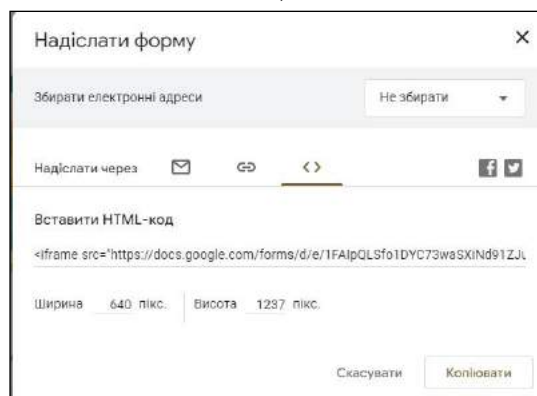 Надіслати форму
Збирати електронні адреси Не збирати
Надіслати через
Вставити HTML-код
<iframe src="https://docs.google.com/forms/d/e/1FAIpQLSfo1DYC73waSXiNd91ZJu
Ширина 640 пікс. Висота 1237 пікс.
Скасувати Копіювати